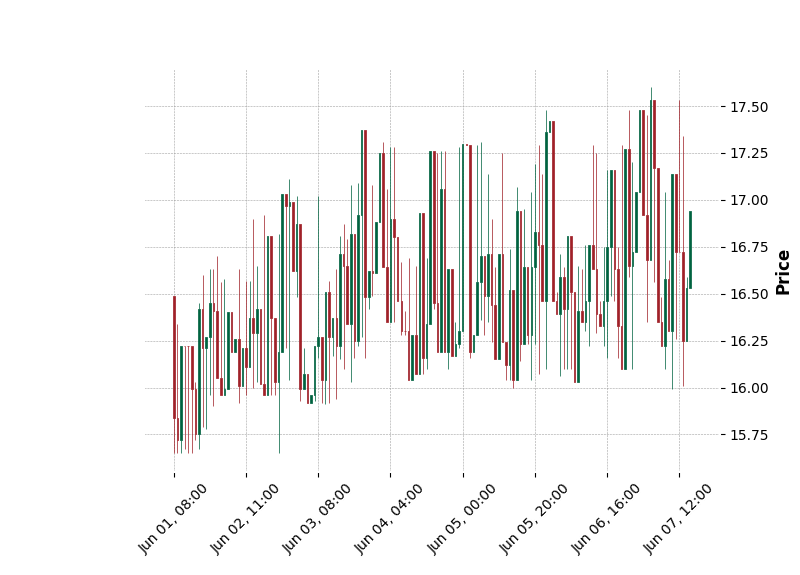 17.50
17.25
17.00
16.75
16.50
16.25
16.00
15.75
Price
Jun 01, 08:00
Jun 02, 11:00
Jun 03, 08:00
Jun 04, 04:00
Jun 05, 00:00
Jun 05, 20:00
Jun 06, 16:00
Jun 07, 12:00